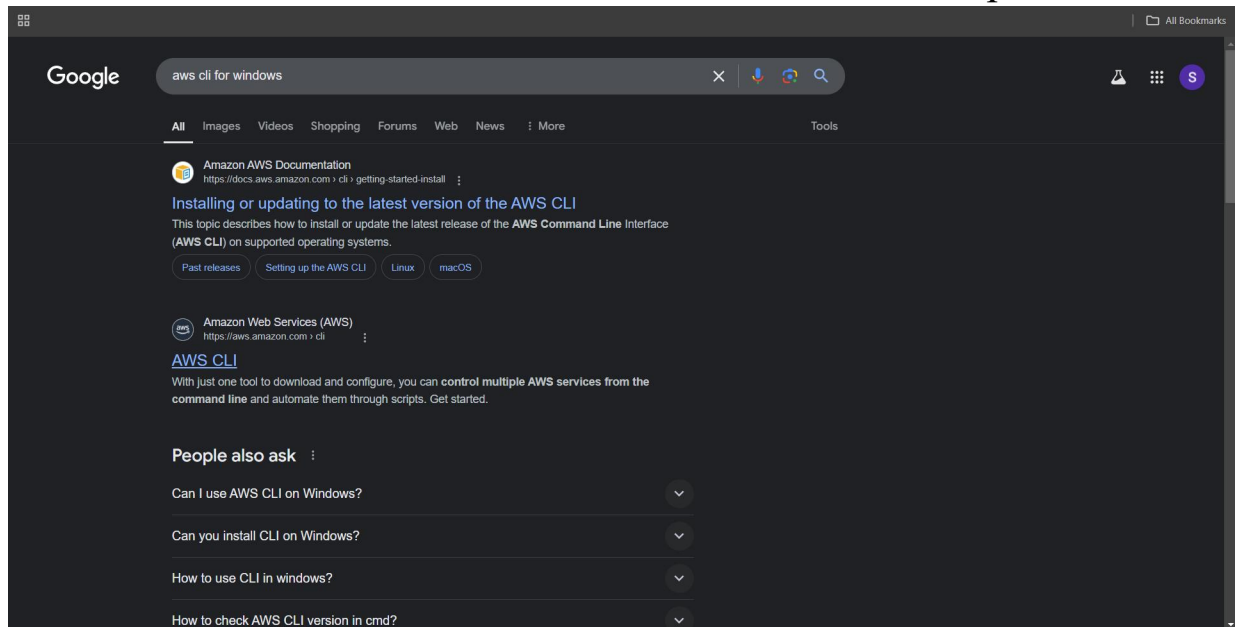 All Bookmarks
Google
aws cli for windows
S
All Images Videos Shopping Forums Web News More Tools
Amazon AWS Documentation
https://docs.aws.amazon.com › cli › getting-started-install
Installing or updating to the latest version of the AWS CLI
This topic describes how to install or update the latest release of the AWS Command Line Interface
(AWS CLI) on supported operating systems.
Past releases Setting up the AWS CLI Linux macOS
aws
Amazon Web Services (AWS)
https://aws.amazon.com › cli
AWS CLI
With just one tool to download and configure, you can control multiple AWS services from the
command line and automate them through scripts. Get started.
People also ask
Can I use AWS CLI on Windows?
Can you install CLI on Windows?
How to use CLI in windows?
How to check AWS CLI version in cmd?